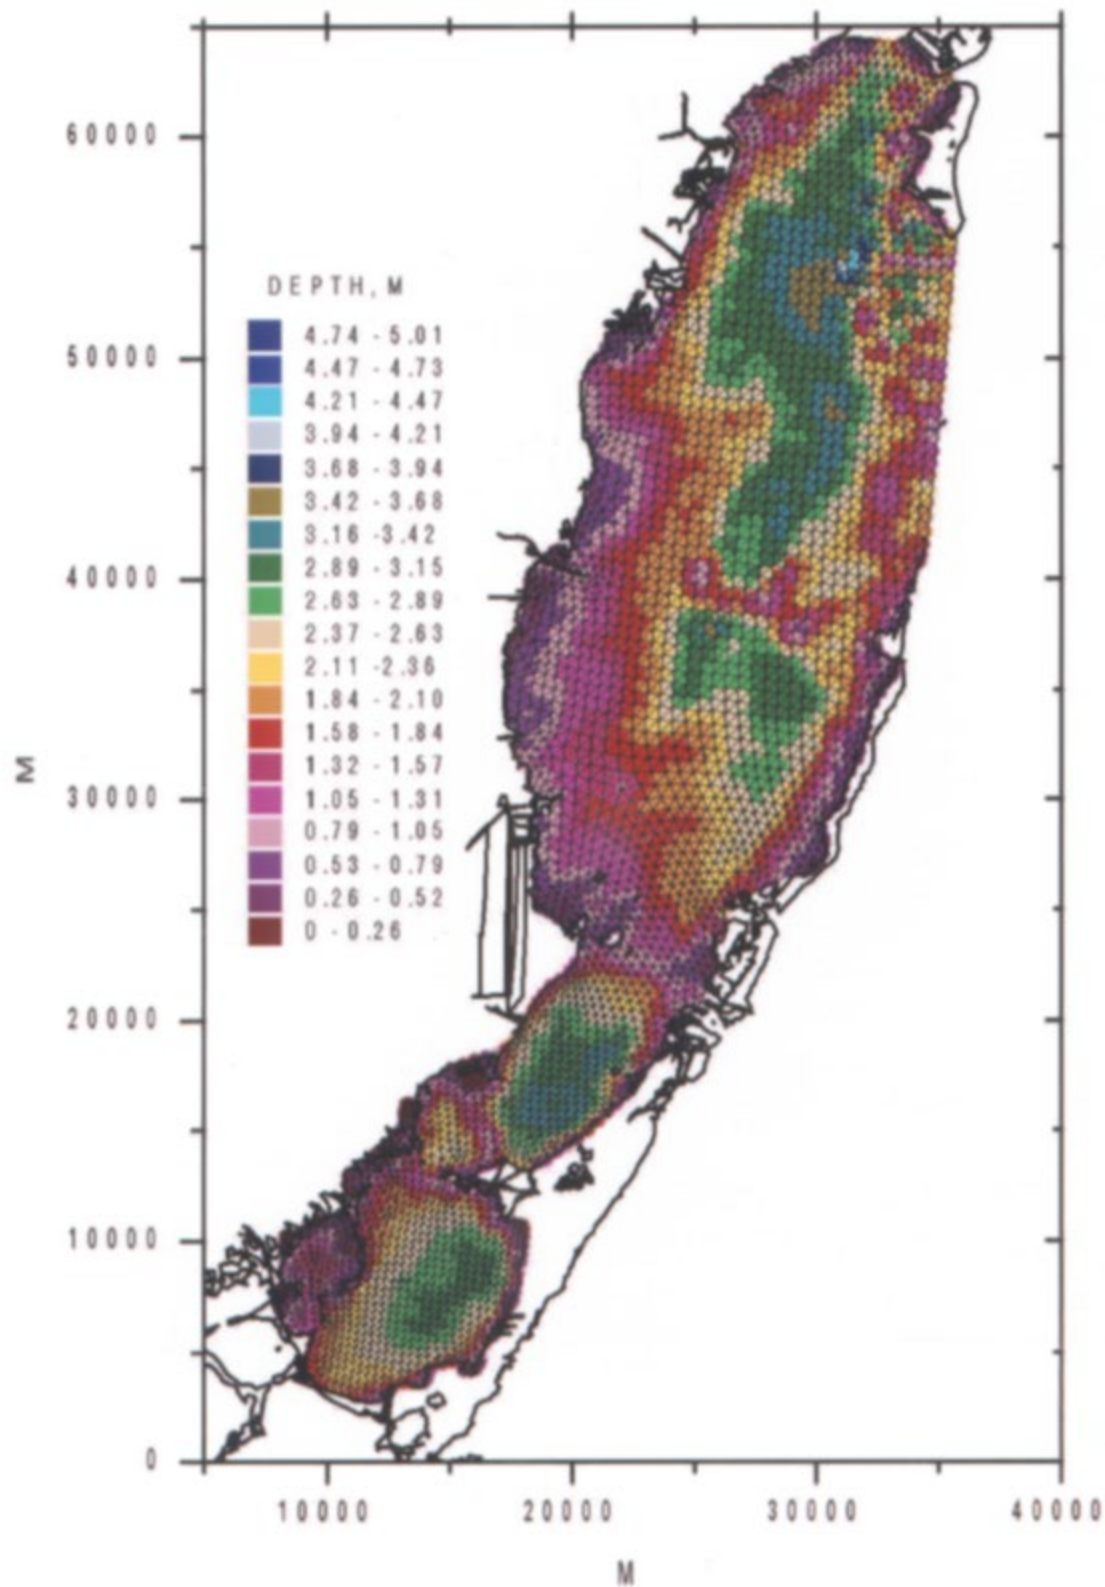 60000
DEPTH, M
4.74 - 5.01
50000
4.47 - 4.73
4.21 - 4.47
3.94 - 4.21
3.68 - 3.94
3.42 - 3.68
3.16 - 3.42
2.89 - 3.15
40000
2.63 - 2.89
2.37 - 2.63
2.11 - 2.36
1.84 - 2.10
1.58 - 1.84
M
1.32 - 1.57
30000
1.05 - 1.31
0.79 - 1.05
0.53 - 0.79
0.26 - 0.52
0 - 0.26
20000
10000
0
10000 20000 30000 40000
M